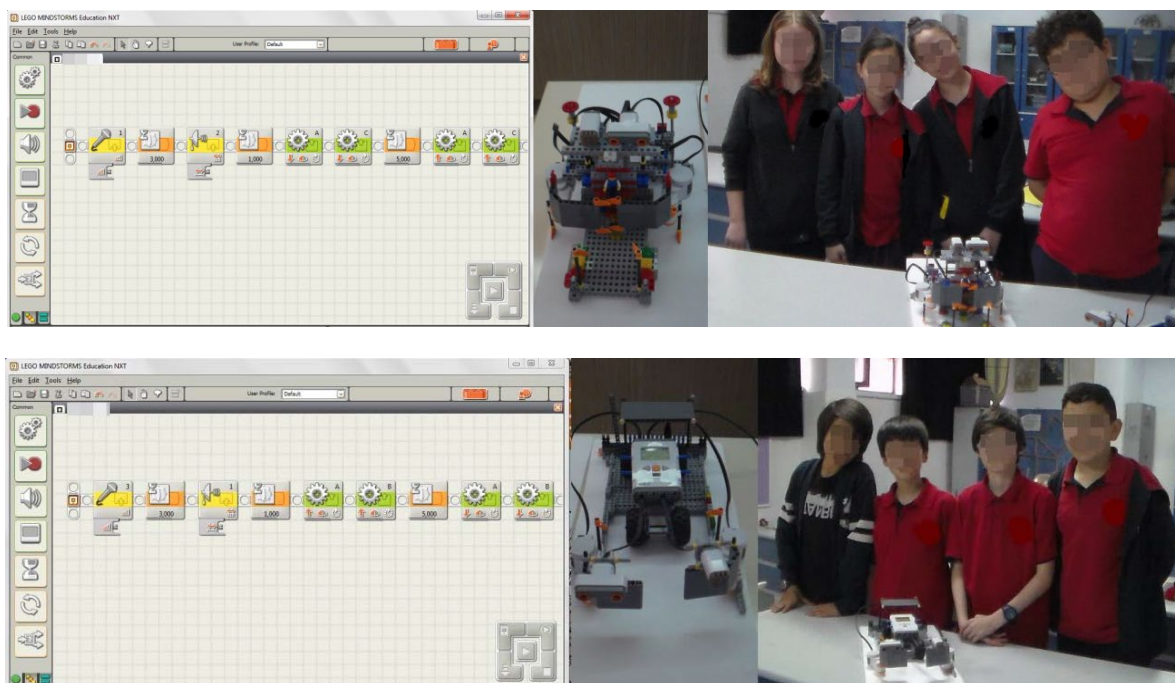 LEGO MINDSTORMS Education NXT
File Edit Tools Help
User Profile: Default
Common
1 2 A C A C
3,000 1,000 5,000
LEGO MINDSTORMS Education NXT
File Edit Tools Help
User Profile: Default
Common
3 1 A B A B
3,000 1,000 5,000